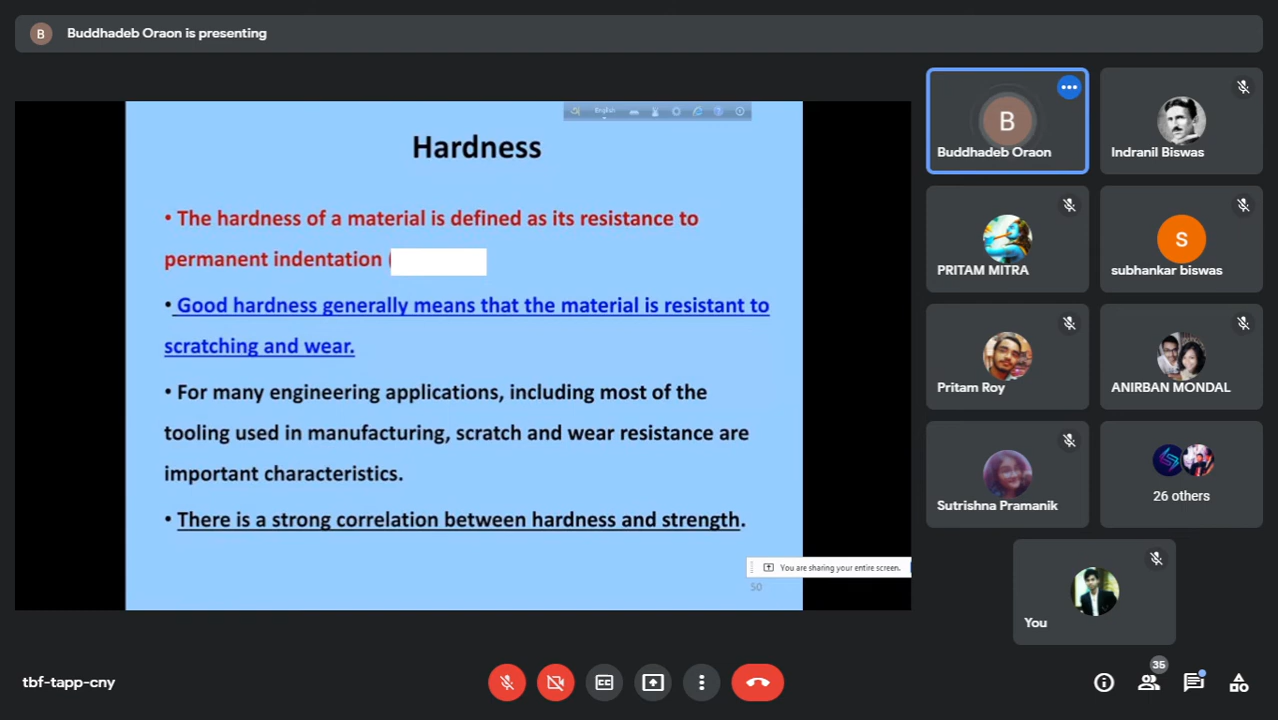 B Buddhadeb Oraon is presenting
English
Hardness
• The hardness of a material is defined as its resistance to
permanent indentation (
• Good hardness generally means that the material is resistant to
scratching and wear.
• For many engineering applications, including most of the
tooling used in manufacturing, scratch and wear resistance are
important characteristics.
• There is a strong correlation between hardness and strength.
You are sharing your entire screen.
50
B
Buddhadeb Oraon
Indranil Biswas
PRITAM MITRA
S
subhankar biswas
Pritam Roy
ANIRBAN MONDAL
Sutrishna Pramanik
26 others
You
tbf-tapp-cny
CC
35